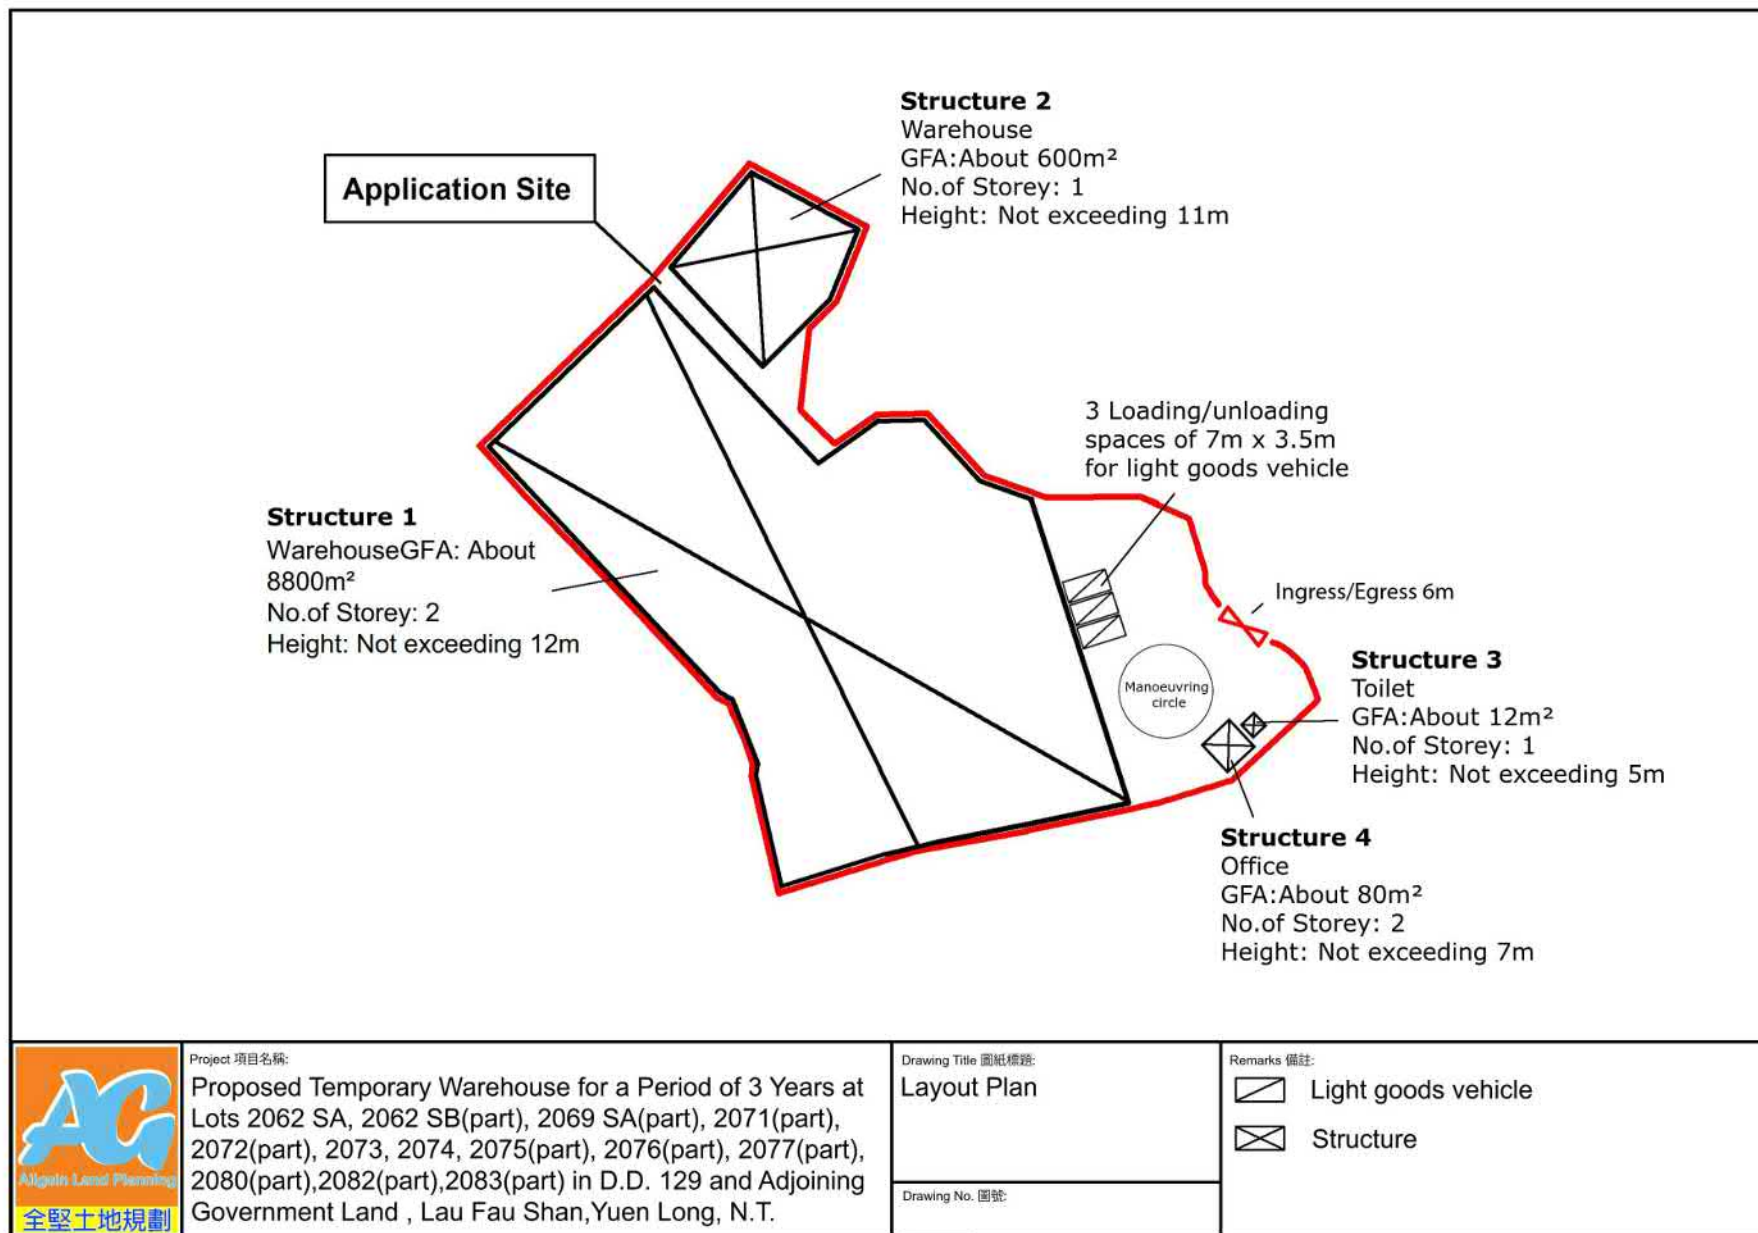 Structure 2
Warehouse
GFA:About 600m²
No.of Storey: 1
Height: Not exceeding 11m
Application Site
3 Loading/unloading
spaces of 7m x 3.5m
for light goods vehicle
Structure 1
WarehouseGFA: About
8800m²
No.of Storey: 2
Height: Not exceeding 12m
Ingress/Egress 6m
Manoeuvring
circle
Structure 3
Toilet
GFA:About 12m²
No.of Storey: 1
Height: Not exceeding 5m
Structure 4
Office
GFA:About 80m²
No.of Storey: 2
Height: Not exceeding 7m
AG
Allgain Land Planning
全堅土地規劃
Project 項目名稱:
Proposed Temporary Warehouse for a Period of 3 Years at
Lots 2062 SA, 2062 SB(part), 2069 SA(part), 2071(part),
2072(part), 2073, 2074, 2075(part), 2076(part), 2077(part),
2080(part),2082(part),2083(part) in D.D. 129 and Adjoining
Government Land , Lau Fau Shan,Yuen Long, N.T.
Drawing Title 圖紙標題:
Layout Plan
Drawing No. 圖號:
Remarks 備註:
Light goods vehicle
Structure